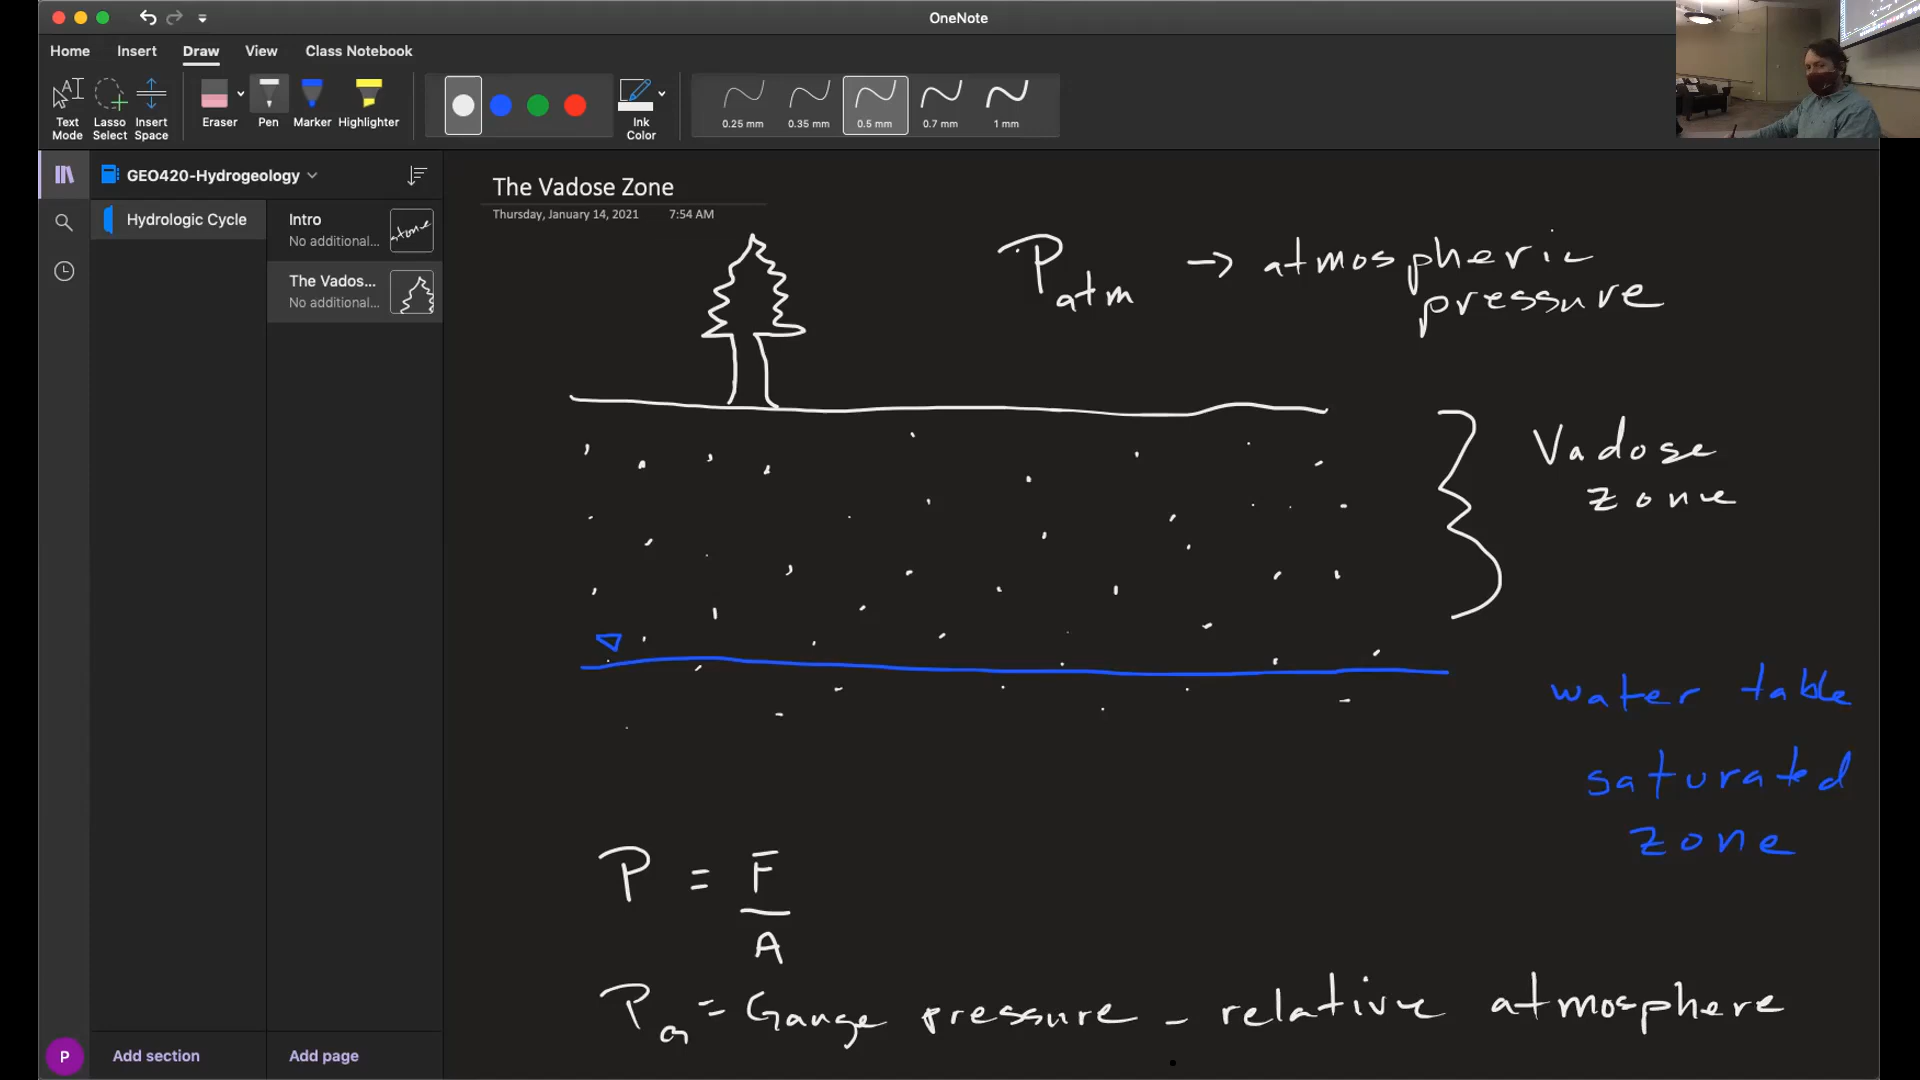 OneNote
Home Insert Draw View Class Notebook
Text Mode
Lasso Select
Insert Space
Eraser
Pen
Marker
Highlighter
Ink Color
0.25 mm
0.35 mm
0.5 mm
0.7 mm
1 mm
GEO420-Hydrogeology
Hydrologic Cycle
Intro
No additional...
The Vados...
No additional...
The Vadose Zone
Thursday, January 14, 2021 7:54 AM
P atm → atmospheric
pressure
Vadose
zone
water table
saturated
zone
P = F
A
P g = Gauge pressure - relative atmosphere
P
Add section
Add page